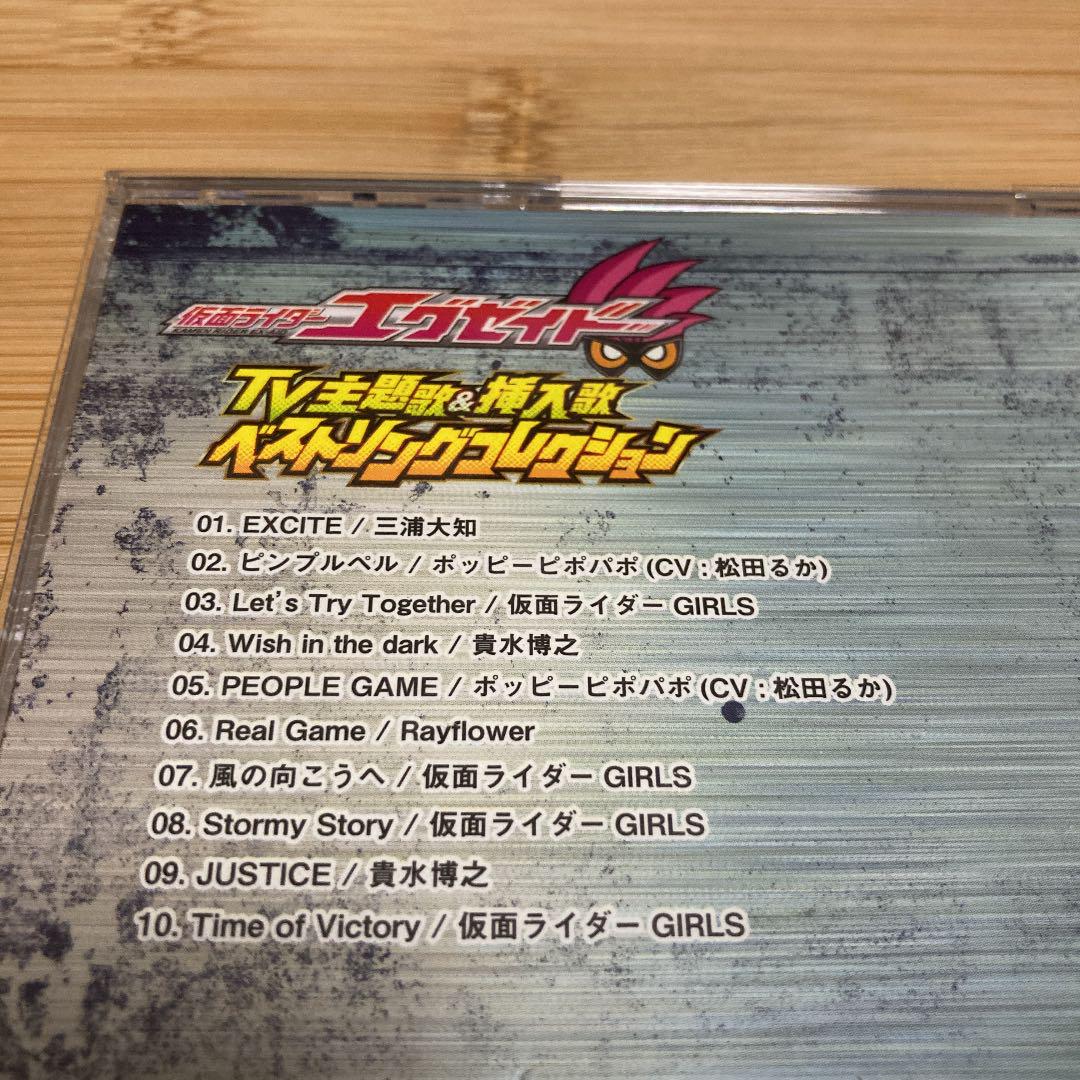 仮面ライダーエグゼイド
TV主題歌&挿入歌
ベストソングコレクション
01. EXCITE / 三浦大知
02. ピンプルペル / ポッピーピポパポ (CV : 松田るか)
03. Let's Try Together / 仮面ライダー GIRLS
04. Wish in the dark / 貴水博之
05. PEOPLE GAME / ポッピーピポパポ (CV : 松田るか)
06. Real Game / Rayflower
07. 風の向こうへ / 仮面ライダー GIRLS
08. Stormy Story / 仮面ライダー GIRLS
09. JUSTICE / 貴水博之
10. Time of Victory / 仮面ライダー GIRLS